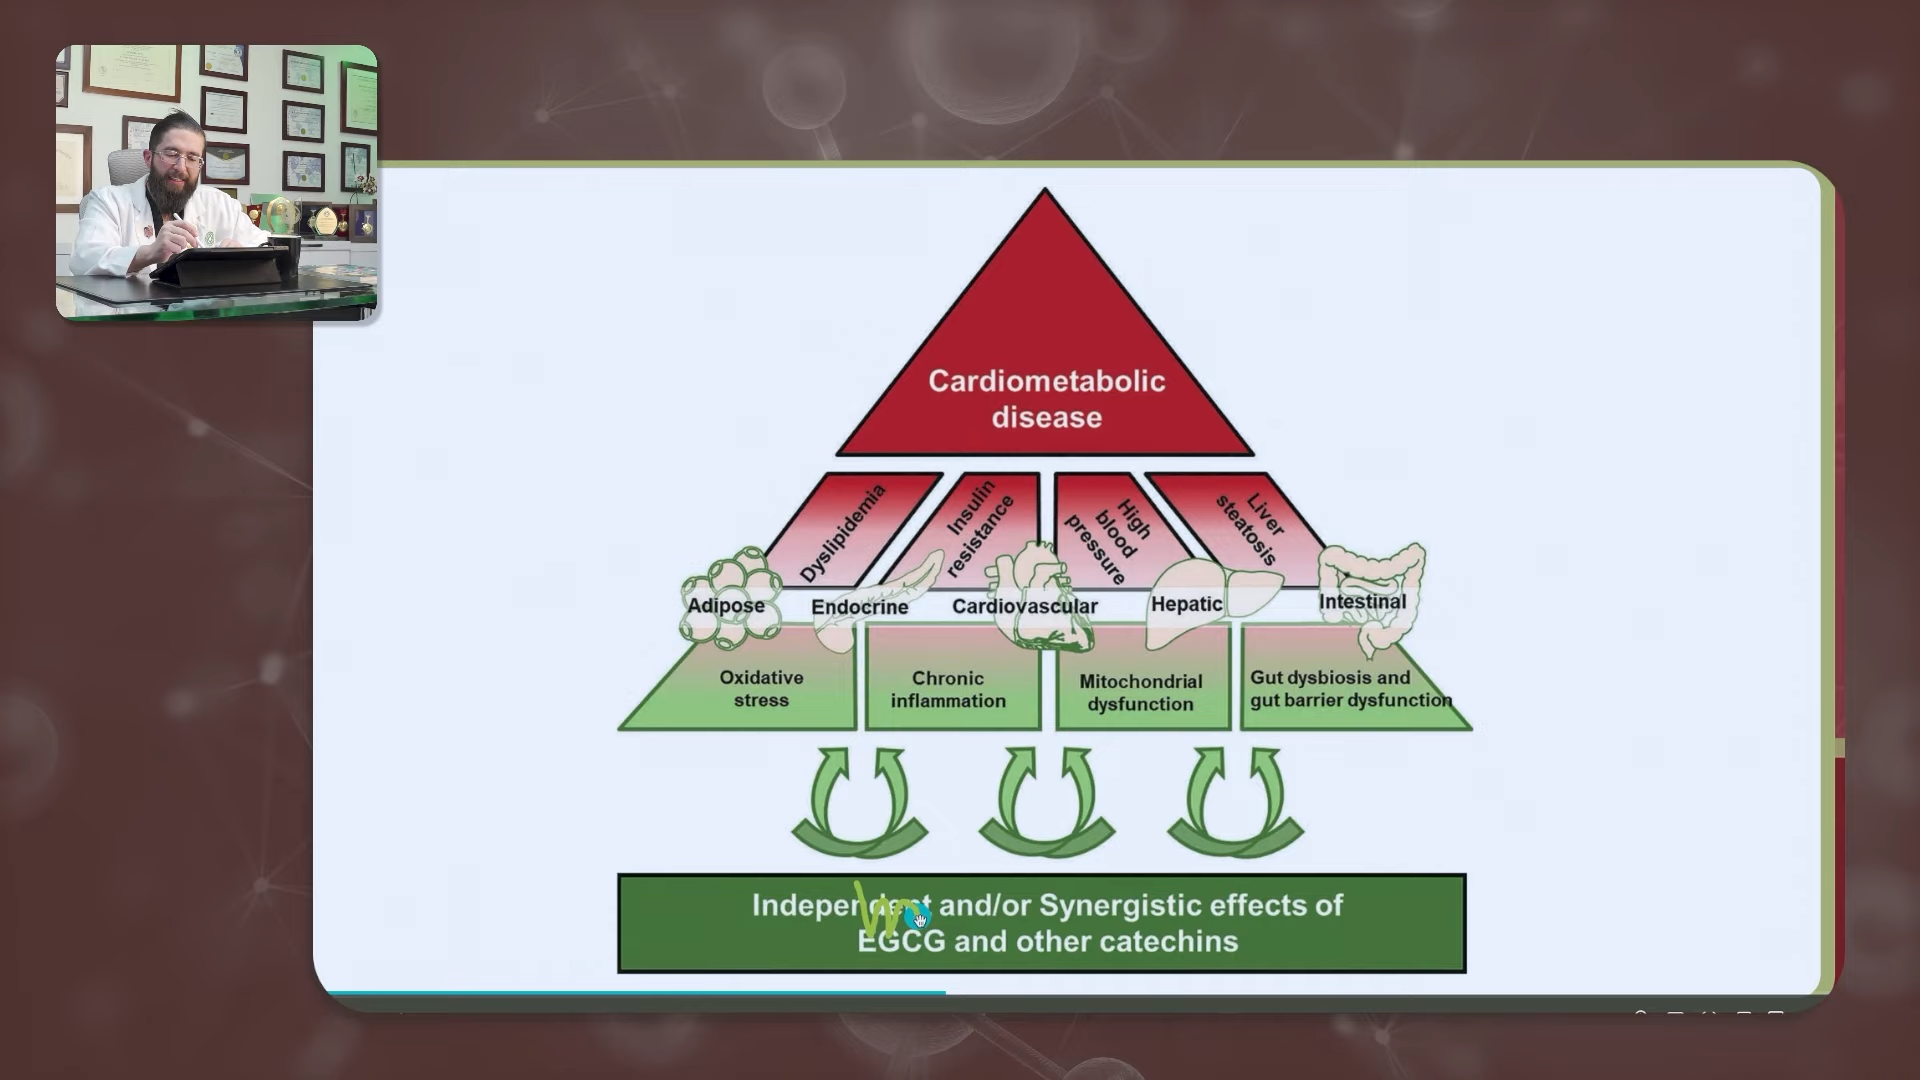 Cardiometabolic
disease
Dyslipidemia
Insulin
resistance
High
blood
pressure
Liver
steatosis
Adipose
Endocrine
Cardiovascular
Hepatic
Intestinal
Oxidative
stress
Chronic
inflammation
Mitochondrial
dysfunction
Gut dysbiosis and
gut barrier dysfunction
Independent and/or Synergistic effects of
EGCG and other catechins